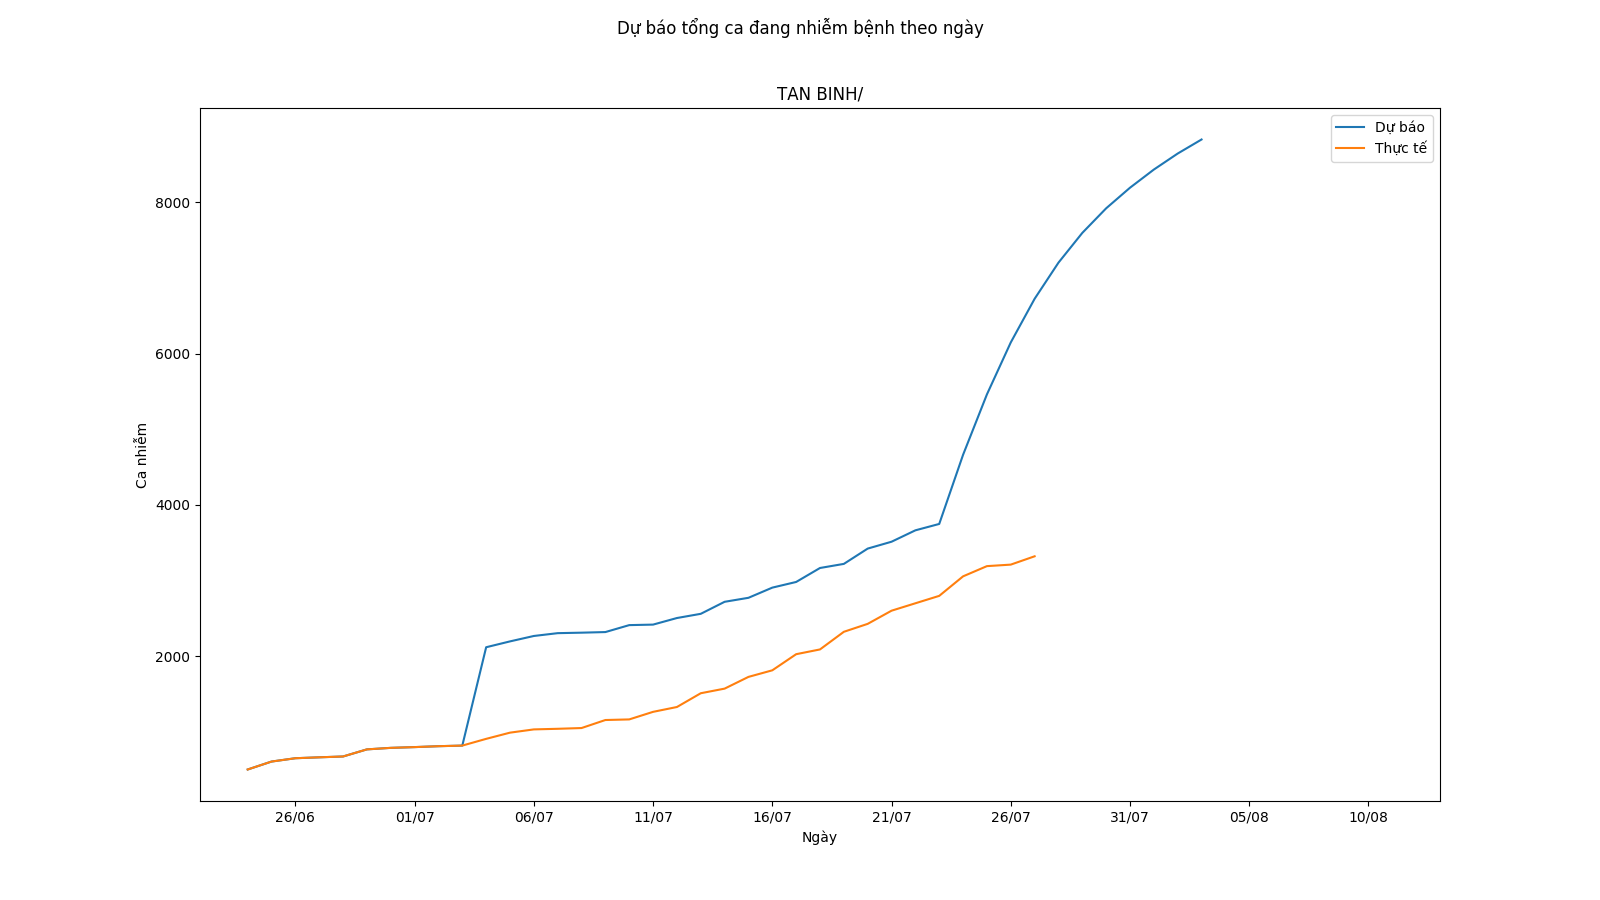 Dự báo tổng ca đang nhiễm bệnh theo ngày
TAN BINH/
Dự báo
Thực tế
8000
6000
4000
2000
Ca nhiễm
26/06
01/07
06/07
11/07
16/07
21/07
26/07
31/07
05/08
10/08
Ngày